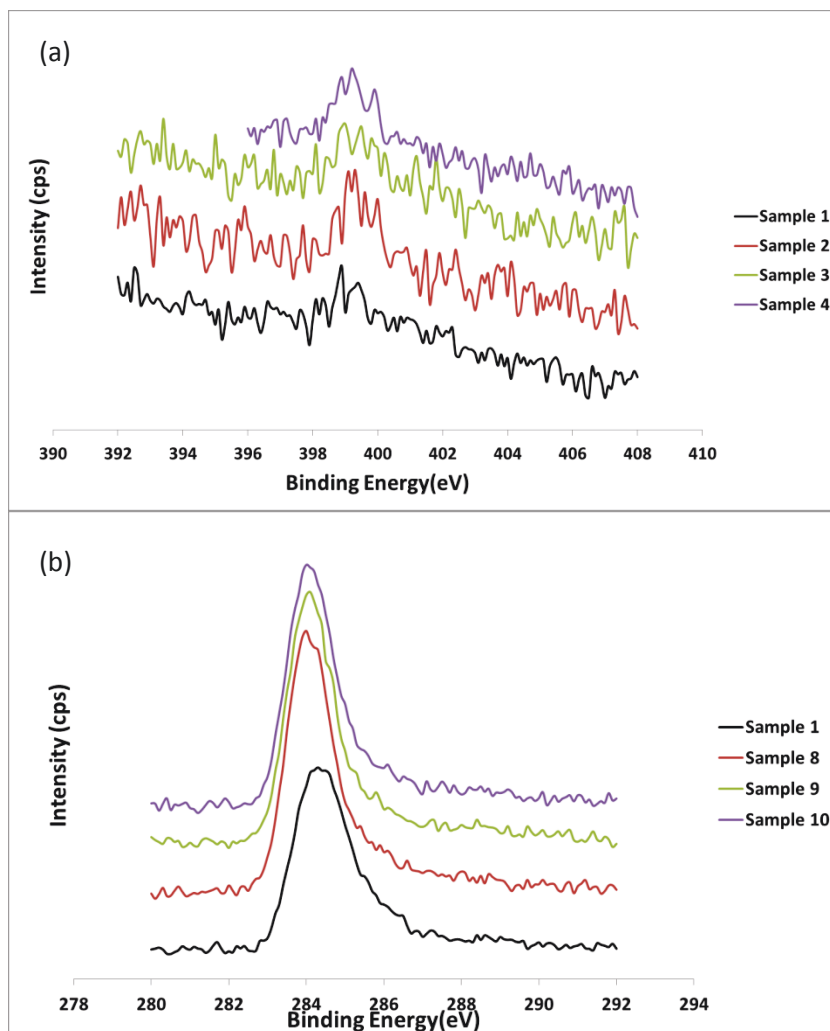 (a)
Intensity (cps)
Sample 1
Sample 2
Sample 3
Sample 4
390 392 394 396 398 400 402 404 406 408 410
Binding Energy(eV)
(b)
Intensity (cps)
Sample 1
Sample 8
Sample 9
Sample 10
278 280 282 284 286 288 290 292 294
Binding Energy(eV)